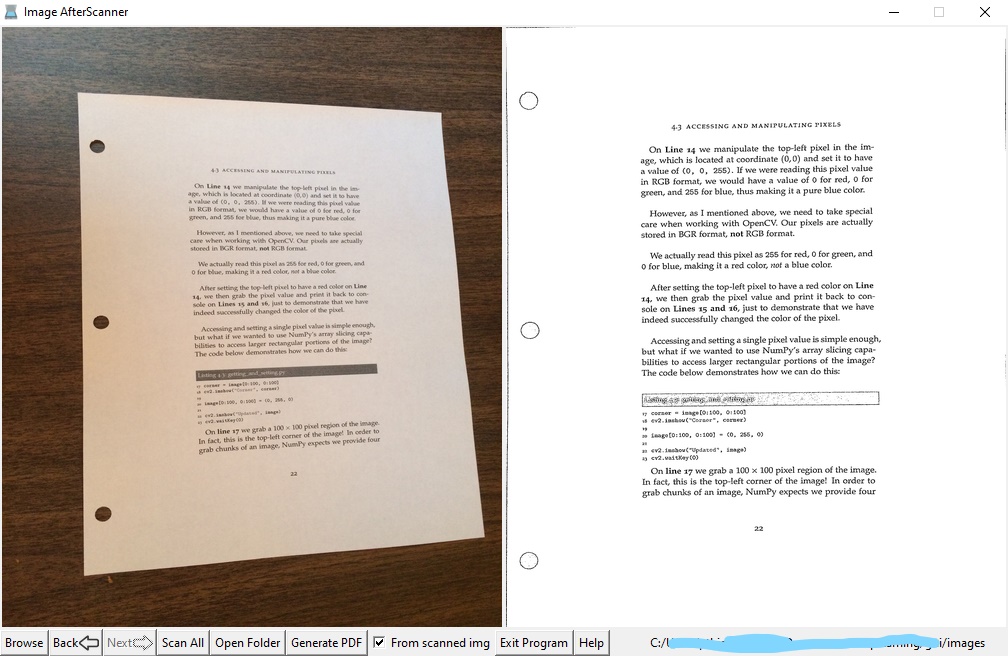 Image AfterScanner
4.3 ACCESSING AND MANIPULATING PIXELS
On Line 14 we manipulate the top-left pixel in the im-
age, which is located at coordinate (0,0) and set it to have
a value of (0, 0, 255). If we were reading this pixel value
in RGB format, we would have a value of 0 for red, 0 for
green, and 255 for blue, thus making it a pure blue color.
However, as I mentioned above, we need to take special
care when working with OpenCV. Our pixels are actually
stored in BGR format, not RGB format.
We actually read this pixel as 255 for red, 0 for green, and
0 for blue, making it a red color, not a blue color.
After setting the top-left pixel to have a red color on Line
14, we then grab the pixel value and print it back to con-
sole on Lines 15 and 16, just to demonstrate that we have
indeed successfully changed the color of the pixel.
Accessing and setting a single pixel value is simple enough,
but what if we wanted to use NumPy's array slicing capa-
bilities to access larger rectangular portions of the image?
The code below demonstrates how we can do this:
Listing 4.3: getting_and_setting.py
17 corner = image[0:100, 0:100]
18 cv2.imshow("Corner", corner)
19
20 image[0:100, 0:100] = (0, 255, 0)
21
22 cv2.imshow("Updated", image)
23 cv2.waitKey(0)
On line 17 we grab a 100 × 100 pixel region of the image.
In fact, this is the top-left corner of the image! In order to
grab chunks of an image, NumPy expects we provide four
22
4.3 ACCESSING AND MANIPULATING PIXELS
On Line 14 we manipulate the top-left pixel in the im-
age, which is located at coordinate (0,0) and set it to have
a value of (0, 0, 255). If we were reading this pixel value
in RGB format, we would have a value of 0 for red, 0 for
green, and 255 for blue, thus making it a pure blue color.
However, as I mentioned above, we need to take special
care when working with OpenCV. Our pixels are actually
stored in BGR format, not RGB format.
We actually read this pixel as 255 for red, 0 for green, and
0 for blue, making it a red color, not a blue color.
After setting the top-left pixel to have a red color on Line
14, we then grab the pixel value and print it back to con-
sole on Lines 15 and 16, just to demonstrate that we have
indeed successfully changed the color of the pixel.
Accessing and setting a single pixel value is simple enough,
but what if we wanted to use NumPy's array slicing capa-
bilities to access larger rectangular portions of the image?
The code below demonstrates how we can do this:
Listing 4.3: getting_and_setting.py
17 corner = image[0:100, 0:100]
18 cv2.imshow("Corner", corner)
19
20 image[0:100, 0:100] = (0, 255, 0)
21
22 cv2.imshow("Updated", image)
23 cv2.waitKey(0)
On line 17 we grab a 100 × 100 pixel region of the image.
In fact, this is the top-left corner of the image! In order to
grab chunks of an image, NumPy expects we provide four
22
Browse Back Next Scan All Open Folder Generate PDF From scanned img Exit Program Help C:/ i/images